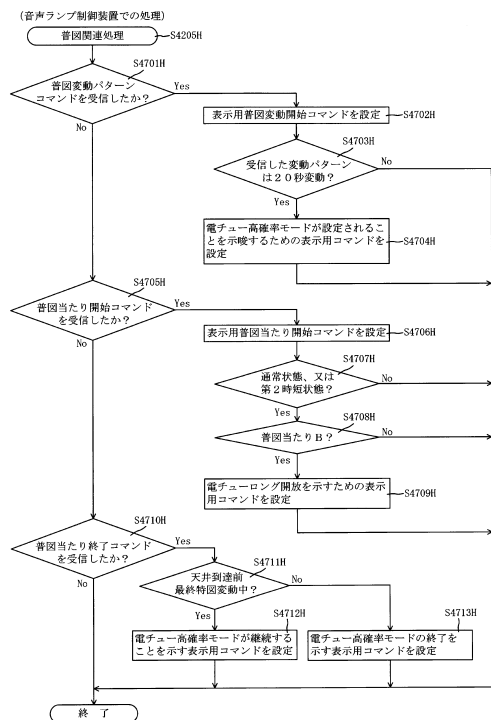 (音声ランプ制御装置での処理)
普図関連処理
S4205H
S4701H
普図変動パターン
コマンドを受信したか?
Yes
No
表示用普図変動開始コマンドを設定
S4702H
S4703H
受信した変動パターン
は20秒変動?
No
Yes
電チュー高確率モードが設定されるこ
とを示唆するための表示用コマンドを
設定
S4704H
S4705H
普図当たり開始コマンド
を受信したか?
Yes
No
表示用普図当たり開始コマンドを設定
S4706H
S4707H
通常状態、又は
第2時短状態?
No
Yes
S4708H
普図当たりB?
No
Yes
電チューロング開放を示すための表示
用コマンドを設定
S4709H
S4710H
普図当たり終了コマンド
を受信したか?
Yes
No
S4711H
天井到達前
最終特図変動中?
No
Yes
S4712H
電チュー高確率モードが継続する
ことを示す表示用コマンドを設定
S4713H
電チュー高確率モードの終了を
示す表示用コマンドを設定
終 了